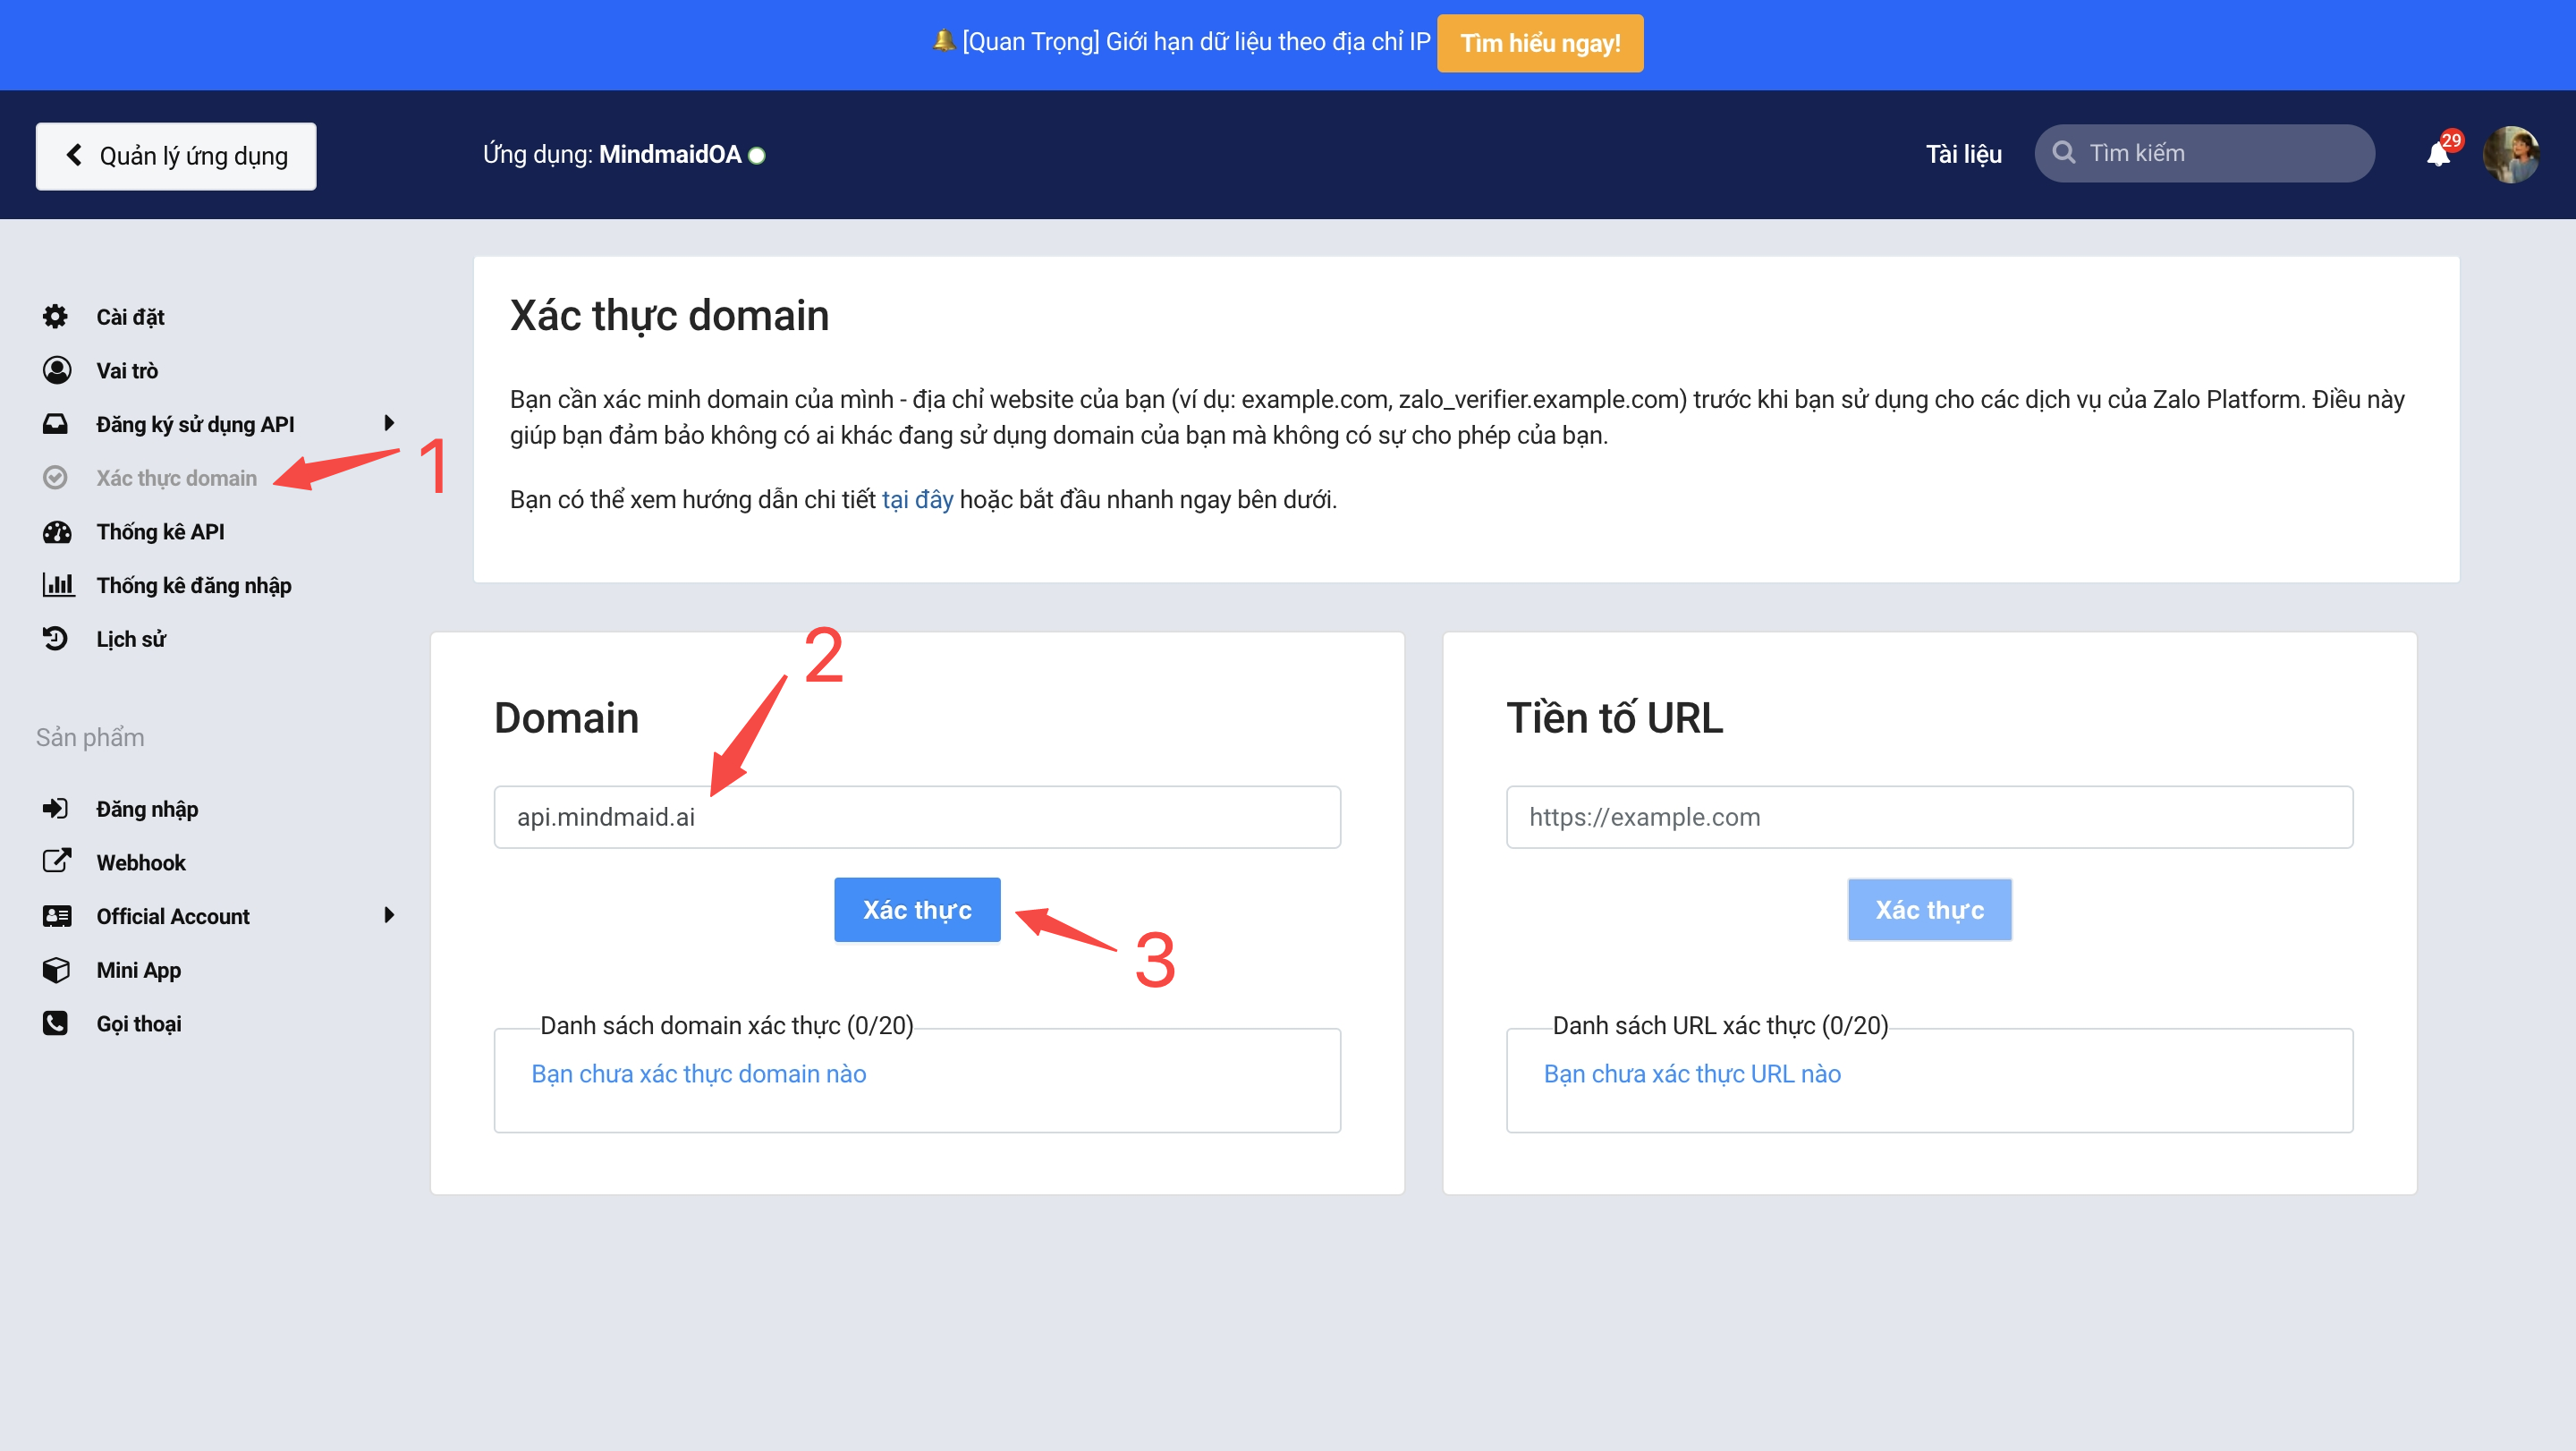 [Quan Trọng] Giới hạn dữ liệu theo địa chỉ IP Tìm hiểu ngay!
Quản lý ứng dụng
Ứng dụng: MindmaidOA
Tài liệu
Tìm kiếm
29
Cài đặt
Vai trò
Đăng ký sử dụng API
Xác thực domain
1
Thống kê API
Thống kê đăng nhập
Lịch sử
Sản phẩm
Đăng nhập
Webhook
Official Account
Mini App
Gọi thoại
Xác thực domain
Bạn cần xác minh domain của mình - địa chỉ website của bạn (ví dụ: example.com, zalo_verifier.example.com) trước khi bạn sử dụng cho các dịch vụ của Zalo Platform. Điều này
giúp bạn đảm bảo không có ai khác đang sử dụng domain của bạn mà không có sự cho phép của bạn.
Bạn có thể xem hướng dẫn chi tiết tại đây hoặc bắt đầu nhanh ngay bên dưới.
2
Domain
api.mindmaid.ai
Xác thực
3
Danh sách domain xác thực (0/20)
Bạn chưa xác thực domain nào
Tiền tố URL
https://example.com
Xác thực
Danh sách URL xác thực (0/20)
Bạn chưa xác thực URL nào